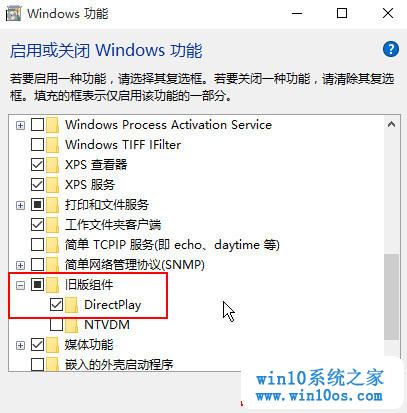 Windows 功能
启用或关闭 Windows 功能
若要启用一种功能，请选择其复选框。若要关闭一种功能，请清除其复选
框。填充的框表示仅启用该功能的一部分。
Windows Process Activation Service
Windows TIFF IFilter
XPS 查看器
XPS 服务
打印和文件服务
工作文件夹客户端
简单 TCPIP 服务(即 echo、daytime 等)
简单网络管理协议(SNMP)
旧版组件
DirectPlay
NTVDM
媒体功能
嵌入的外壳启动程序
win10系统之家
www.win10os.com